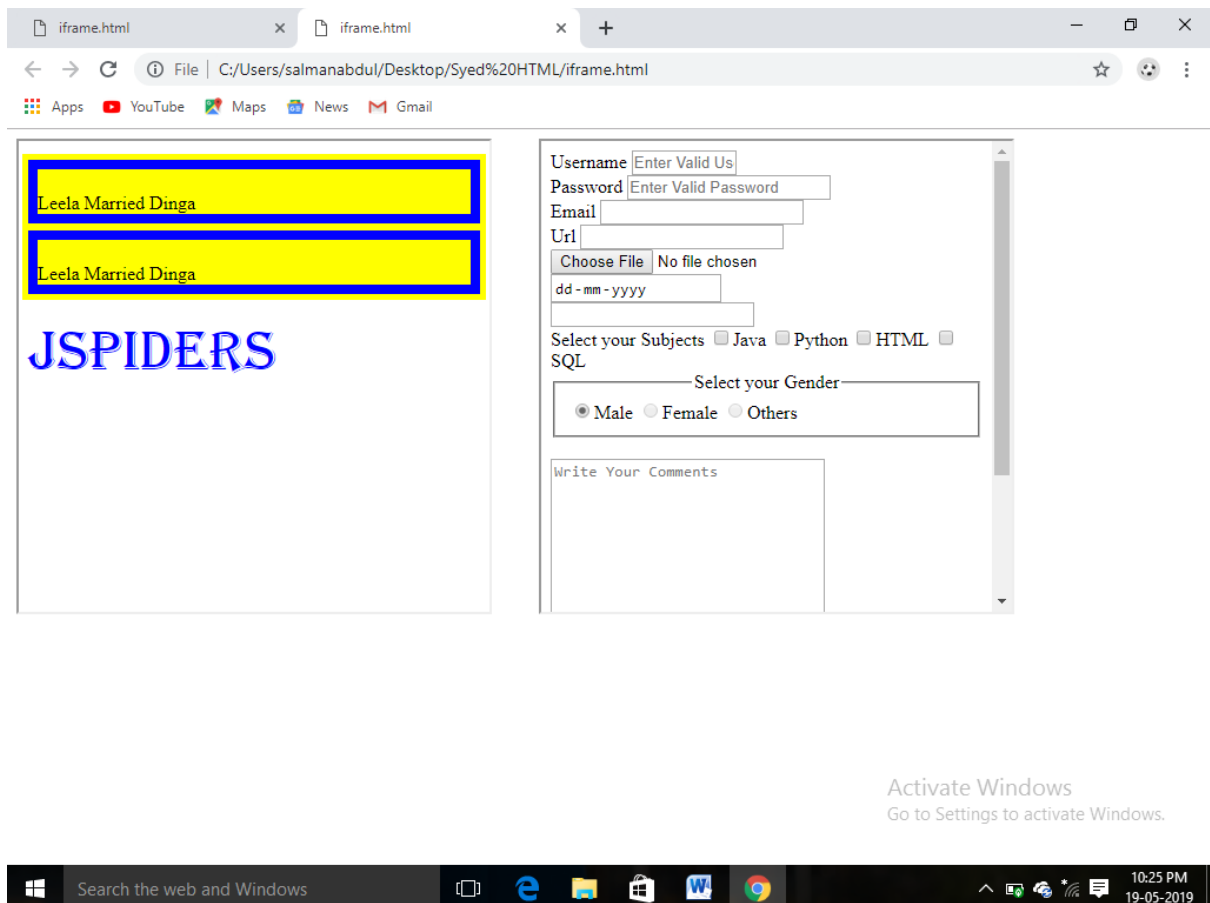 iframe.html
iframe.html
File C:/Users/salmanabdul/Desktop/Syed%20HTML/iframe.html
Apps YouTube Maps News Gmail
Leela Married Dinga
Leela Married Dinga
JSPIDERS
Username Enter Valid Us
Password Enter Valid Password
Email
Url
Choose File No file chosen
dd-mm-yyyy
Select your Subjects Java Python HTML
SQL
Select your Gender
Male Female Others
Write Your Comments
Activate Windows
Go to Settings to activate Windows.
Search the web and Windows
10:25 PM
19-05-2019